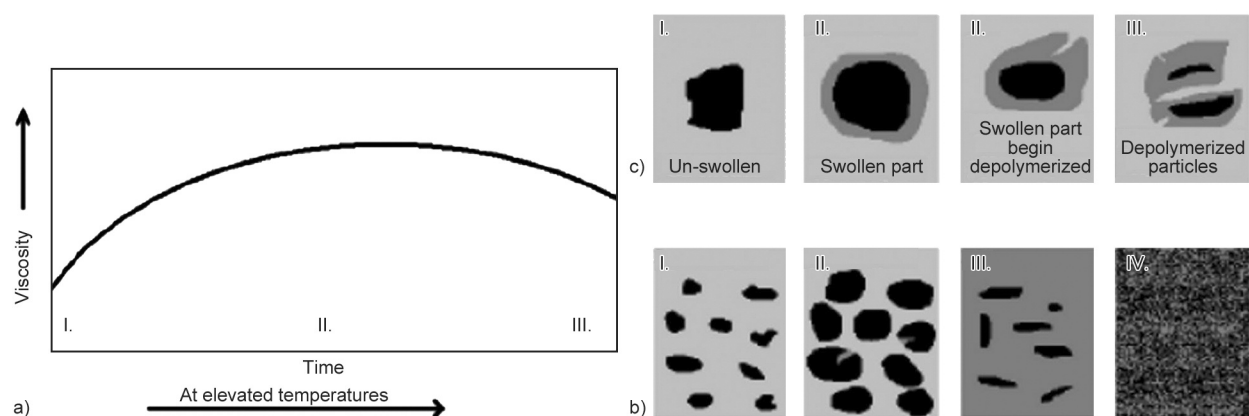 Viscosity
I.
II.
III.
Time
At elevated temperatures
a)
I.
II.
II.
III.
Un-swollen
Swollen part
Swollen part
begin
depolymerized
Depolymerized
particles
c)
I.
II.
III.
IV.
b)